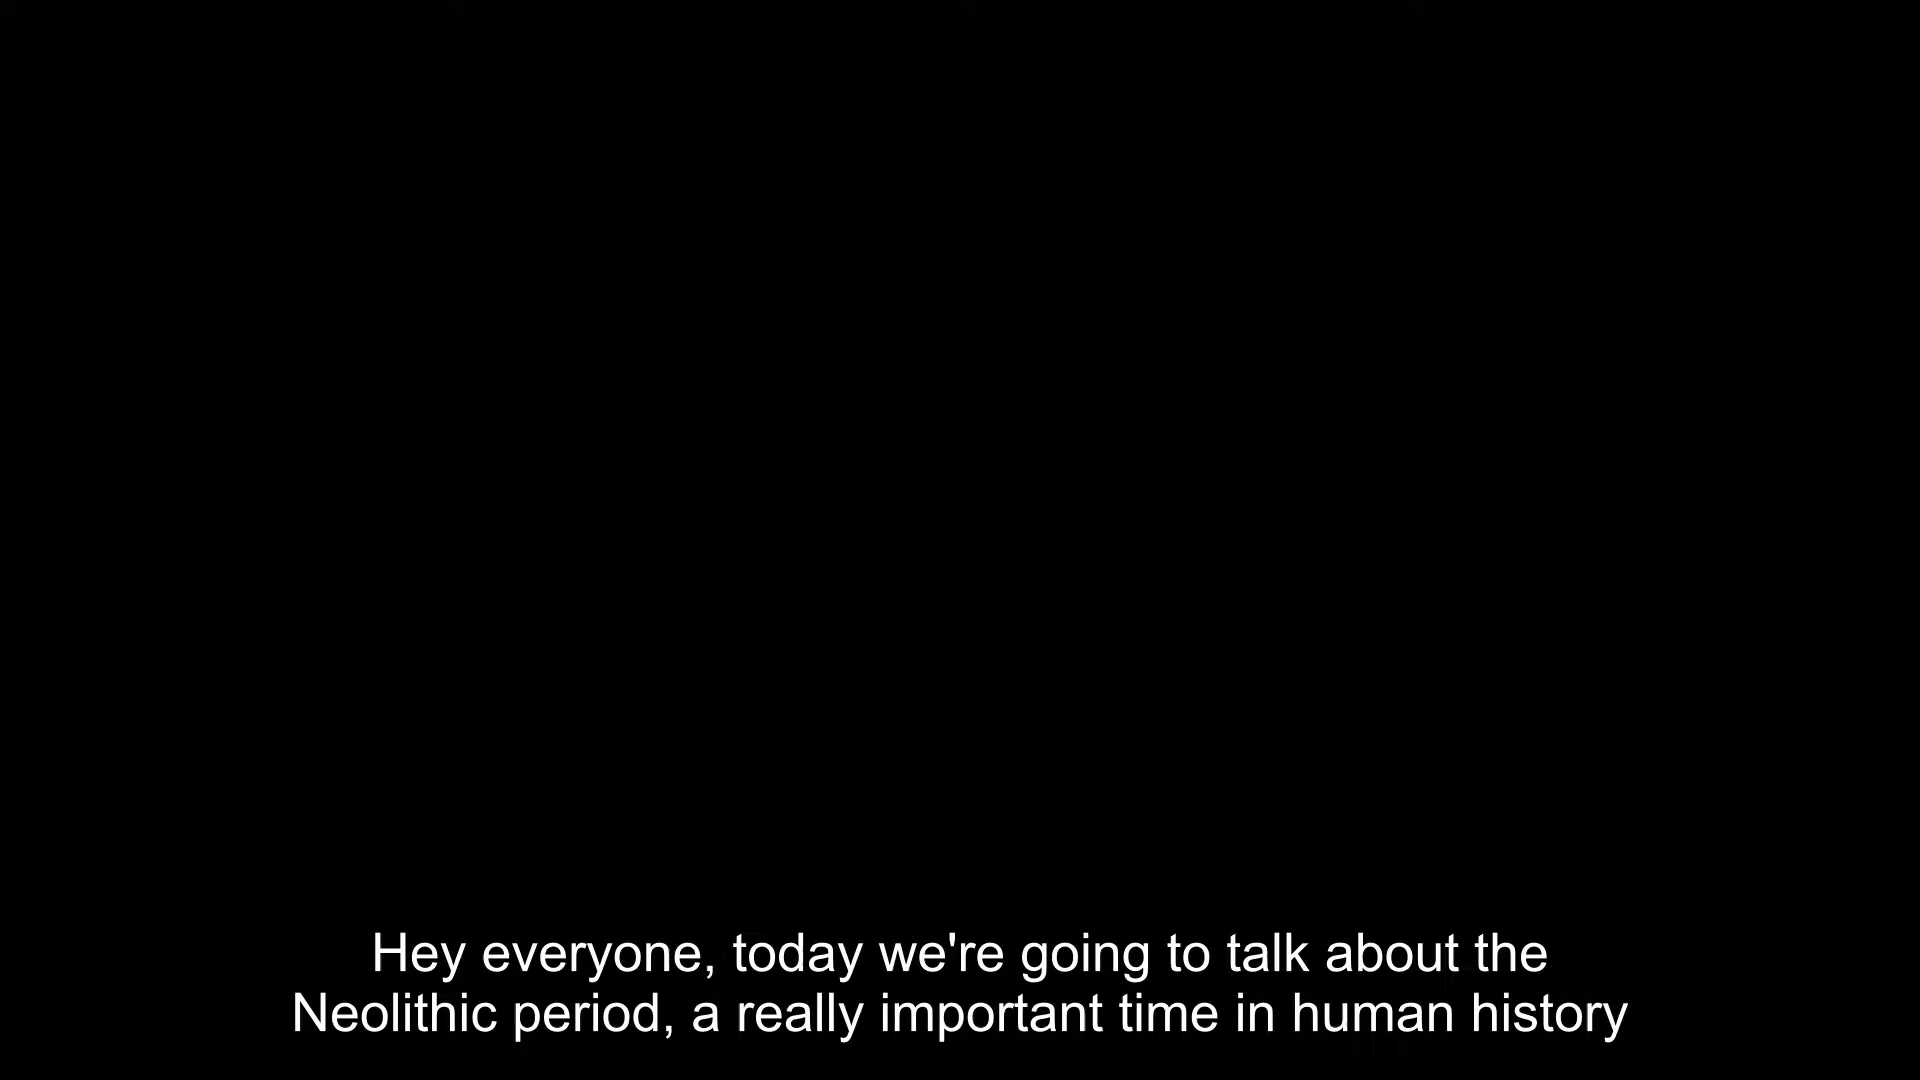 Hey everyone, today we're going to talk about the
Neolithic period, a really important time in human history